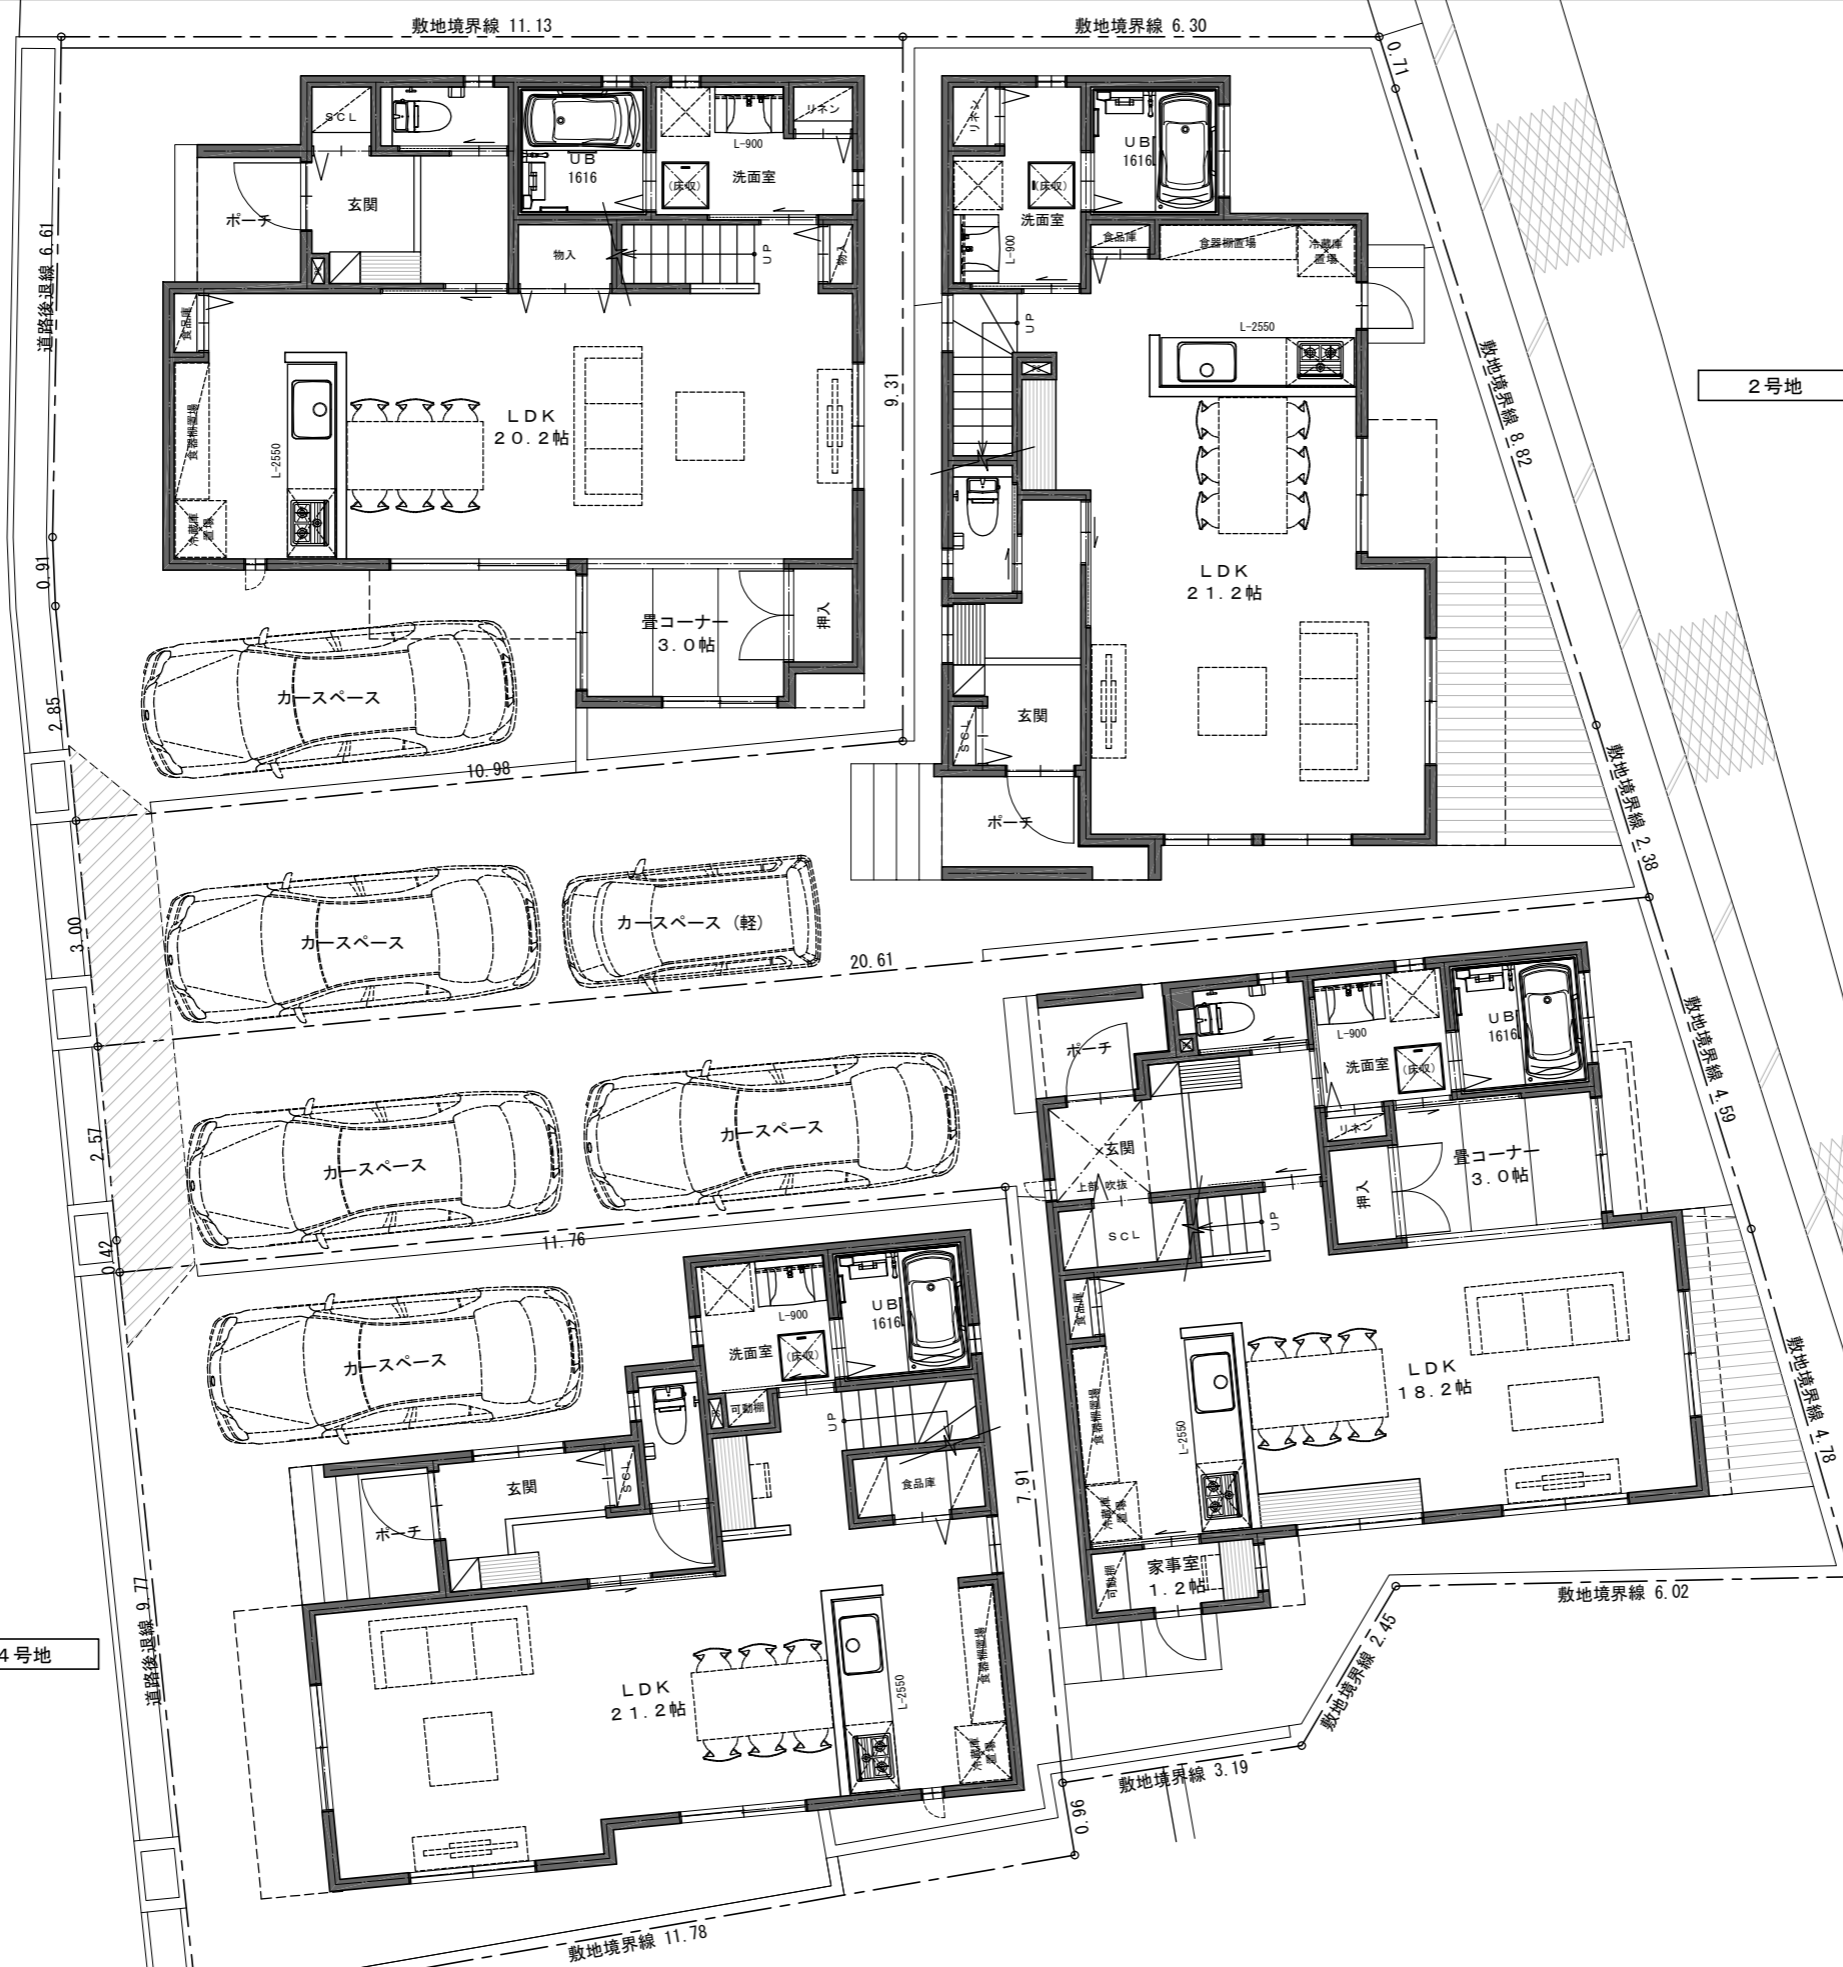 敷地境界線 11.13
敷地境界線 6.30
0.71
道路後退線 6.61
0.91
2.85
9.31
10.98
敷地境界線 8.82
敷地境界線 2.38
2号地
SCL
UB
1616
L-900
リネン
(床収)
洗面室
玄関
ポーチ
物入
UP
物入
食品庫
食器棚置場
冷蔵庫
置場
L-2550
LDK
20.2帖
畳コーナー
3.0帖
押入
カースペース
リネン
UB
1616
(床収)
洗面室
L-900
食品庫
食器棚置場
冷蔵庫
置場
UP
L-2550
LDK
21.2帖
玄関
SCL
ポーチ
カースペース
カースペース（軽）
3.00
20.61
2.57
0.42
カースペース
カースペース
11.76
ポーチ
玄関
上部 吹抜
SCL
UP
L-900
洗面室
(床収)
UB
1616
リネン
畳コーナー
3.0帖
押入
敷地境界線 4.59
敷地境界線 4.78
食品庫
食器棚置場
冷蔵庫
置場
L-2550
LDK
18.2帖
可動棚
家事室
1.2帖
敷地境界線 6.02
敷地境界線 2.45
敷地境界線 3.19
0.96
7.91
カースペース
L-900
洗面室
(床収)
UB
1616
可動棚
UP
食品庫
玄関
SCL
ポーチ
LDK
21.2帖
L-2550
食器棚置場
冷蔵庫
置場
道路後退線 9.77
4号地
敷地境界線 11.78